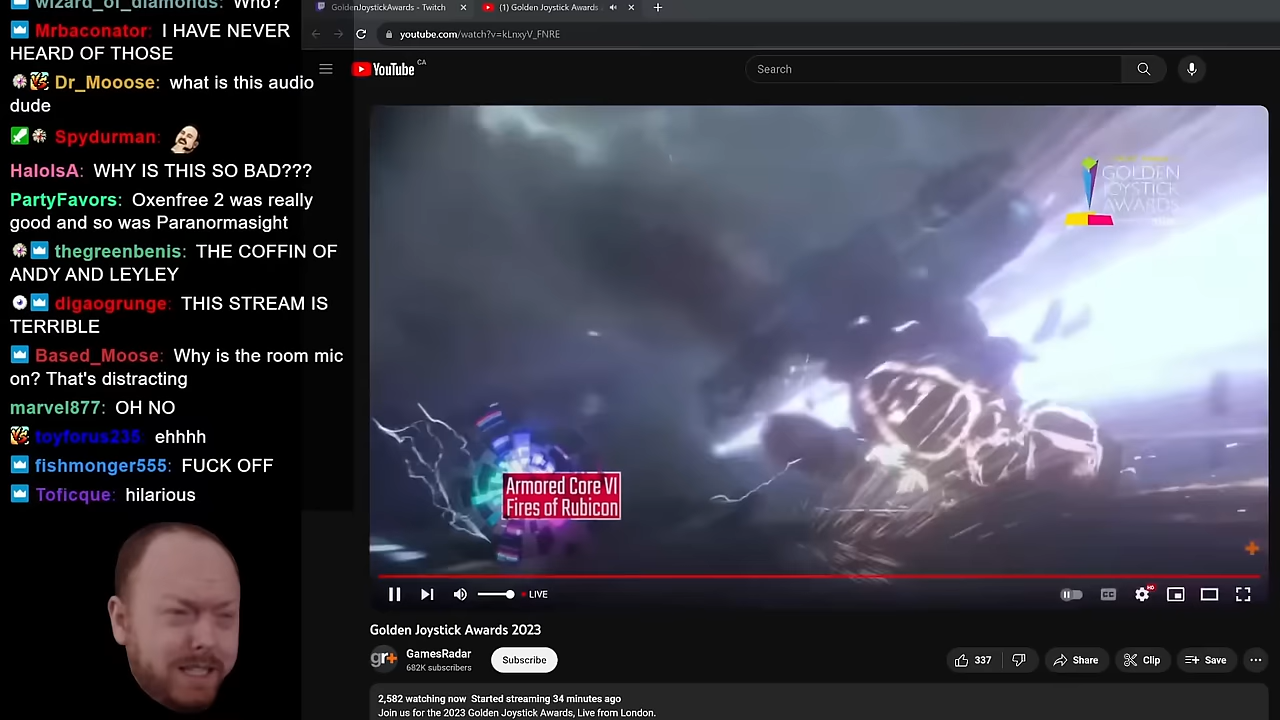 wizard_of_diamonds: Who?
Mrbaconator: I HAVE NEVER
HEARD OF THOSE
Dr_Mooose: what is this audio
dude
Spydurman:
HaloIsA: WHY IS THIS SO BAD???
PartyFavors: Oxenfree 2 was really
good and so was Paranormasight
thegreenbenis: THE COFFIN OF
ANDY AND LEYLEY
digaogrunge: THIS STREAM IS
TERRIBLE
Based_Moose: Why is the room mic
on? That's distracting
marvel877: OH NO
toyforus235: ehhhh
fishmonger555: FUCK OFF
Toficque: hilarious
GoldenJoystickAwards - Twitch
(1) Golden Joystick Awards
youtube.com/watch?v=kLnxyV_FNRE
YouTube CA
Search
GOLDEN
JOYSTICK
AWARDS
Armored Core VI
Fires of Rubicon
LIVE
CC
HD
Golden Joystick Awards 2023
gr+
GamesRadar
682K subscribers
Subscribe
337
Share
Clip
Save
2,582 watching now Started streaming 34 minutes ago
Join us for the 2023 Golden Joystick Awards, Live from London.